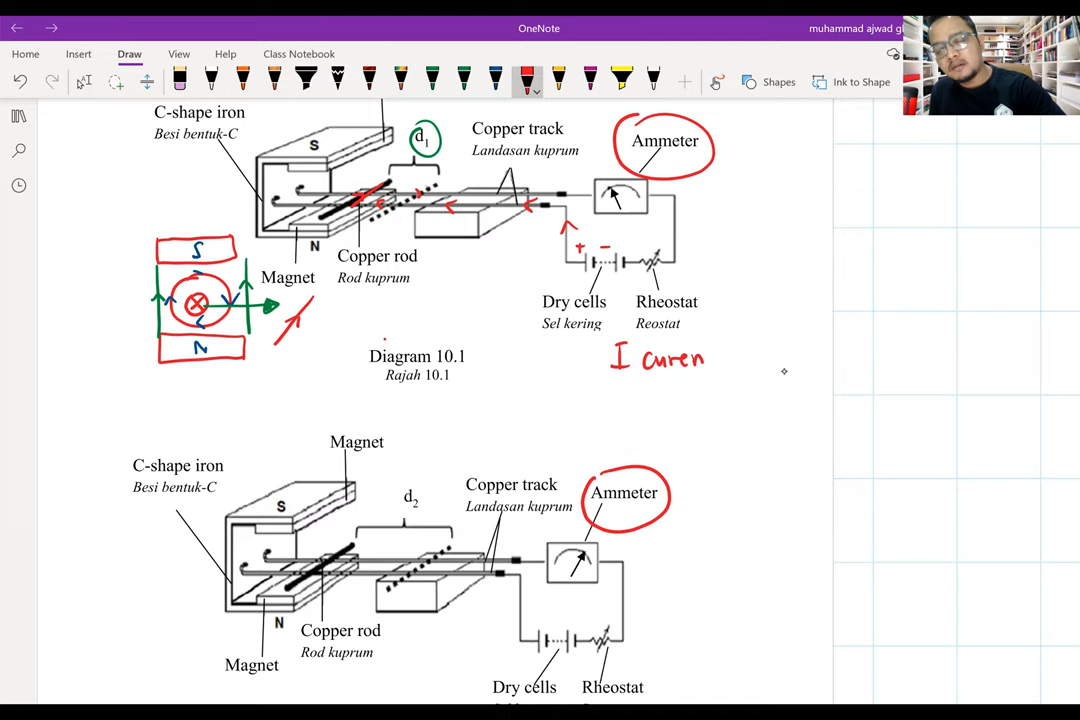 OneNote
muhammad ajwad g
Home Insert Draw View Help Class Notebook
Shapes Ink to Shape
C-shape iron
Besi bentuk-C
S
d1
Copper track
Landasan kuprum
Ammeter
N
Copper rod
Rod kuprum
Magnet
S
N
+ -
Dry cells
Sel kering
Rheostat
Reostat
Diagram 10.1
Rajah 10.1
I curen
Magnet
C-shape iron
Besi bentuk-C
S
d2
Copper track
Landasan kuprum
Ammeter
N
Copper rod
Rod kuprum
Magnet
Dry cells
Rheostat